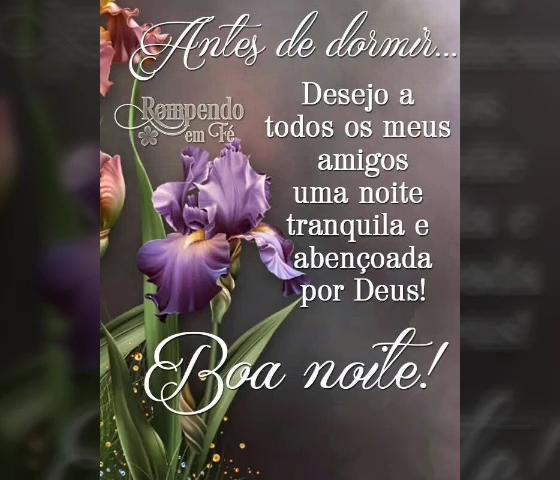 Antes de dormir...
Rompendo
em Fé
Desejo a
todos os meus
amigos
uma noite
tranquila e
abençoada
por Deus!
Boa noite!